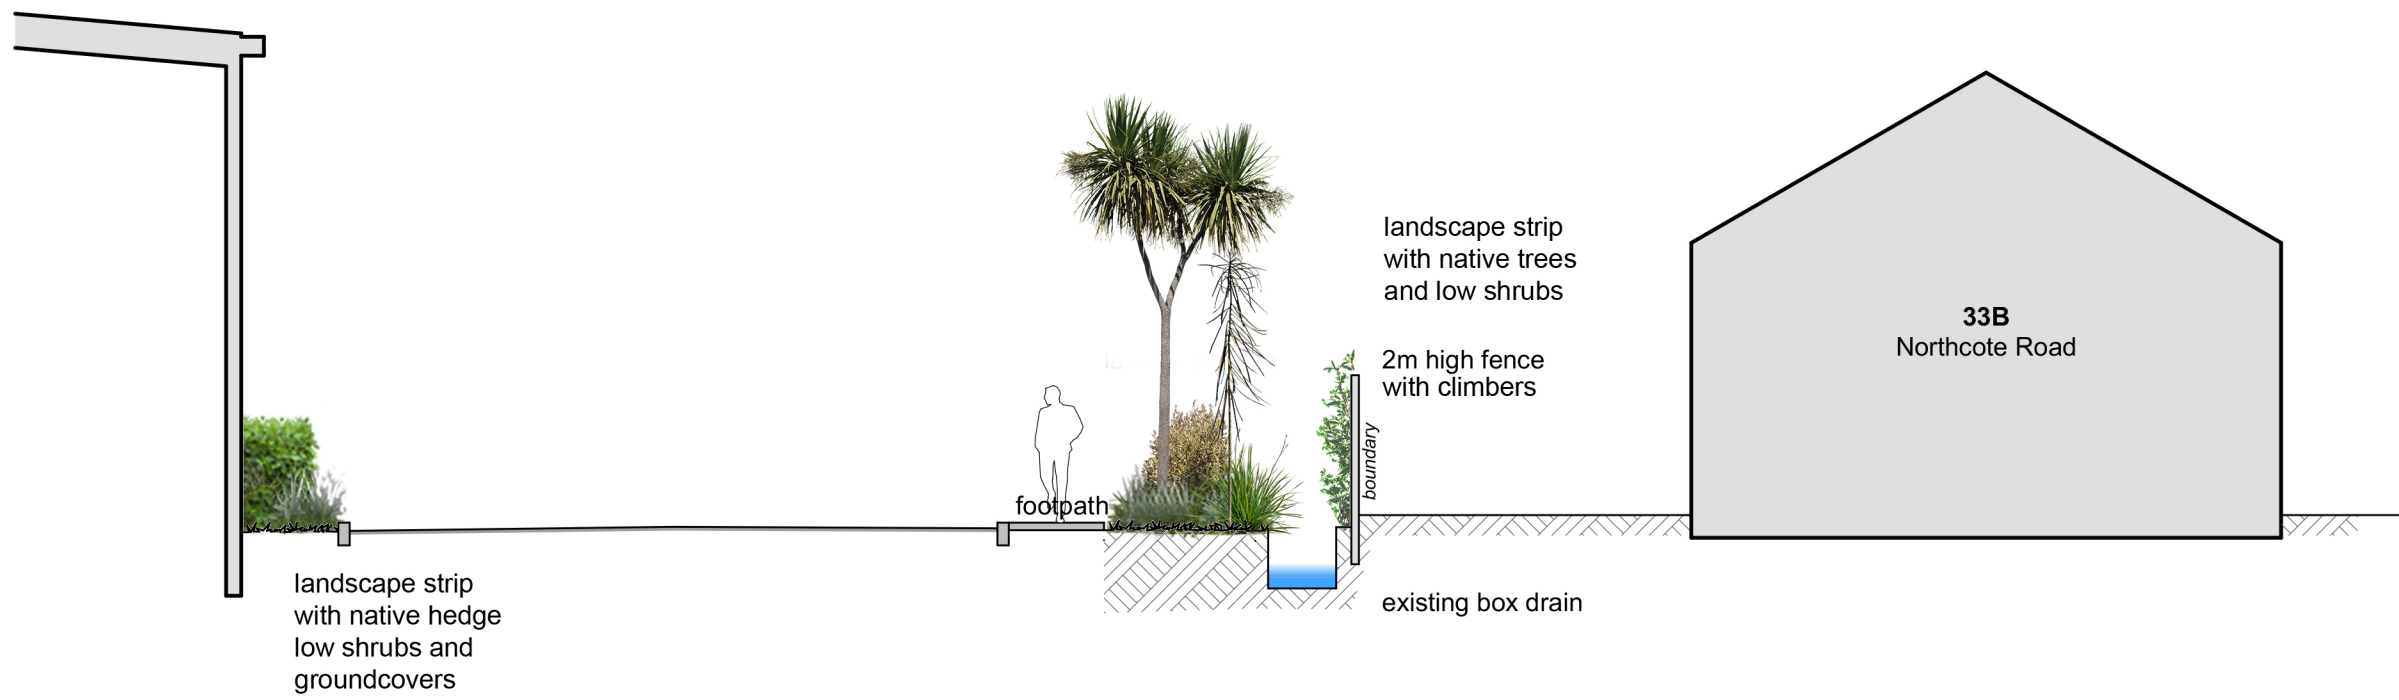 landscape strip
with native trees
and low shrubs
33B
Northcote Road
2m high fence
with climbers
boundary
footpath
landscape strip
with native hedge
low shrubs and
groundcovers
existing box drain